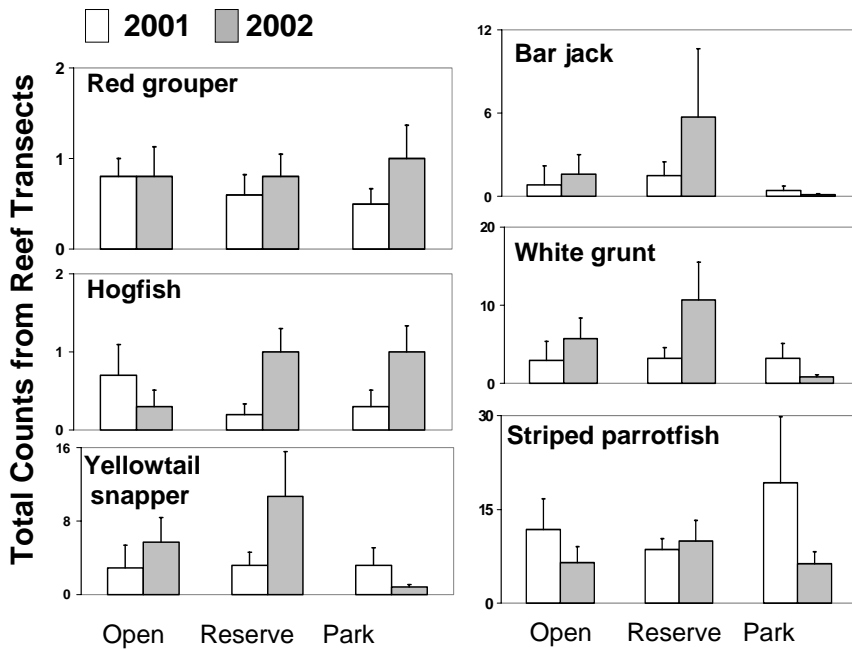 2001 2002
Total Counts from Reef Transects
Red grouper
2
1
0
Hogfish
2
1
0
Yellowtail
snapper
16
8
0
Open Reserve Park
Bar jack
12
6
0
White grunt
20
10
0
Striped parrotfish
30
15
0
Open Reserve Park